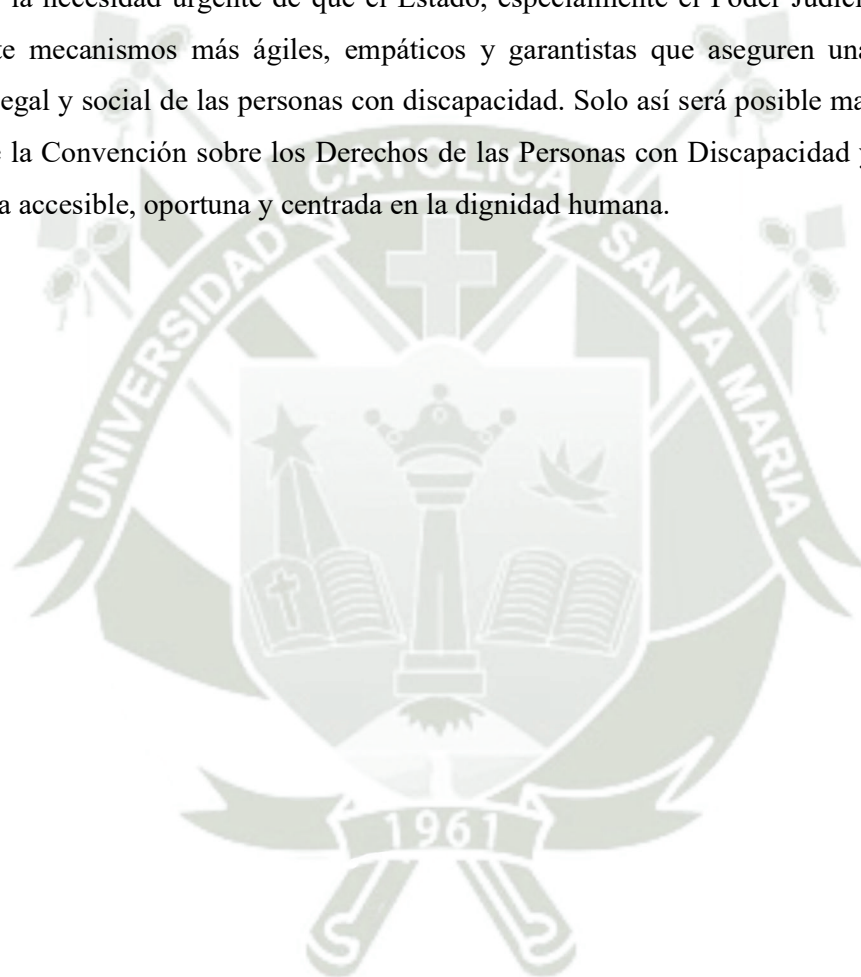 la necesidad urgente de que el Estado, especialmente el Poder Judici
te mecanismos más ágiles, empáticos y garantistas que aseguren una
egal y social de las personas con discapacidad. Solo así será posible ma
e la Convención sobre los Derechos de las Personas con Discapacidad y
a accesible, oportuna y centrada en la dignidad humana.
UNIVERSIDAD CATOLICA SANTA MARIA
1961